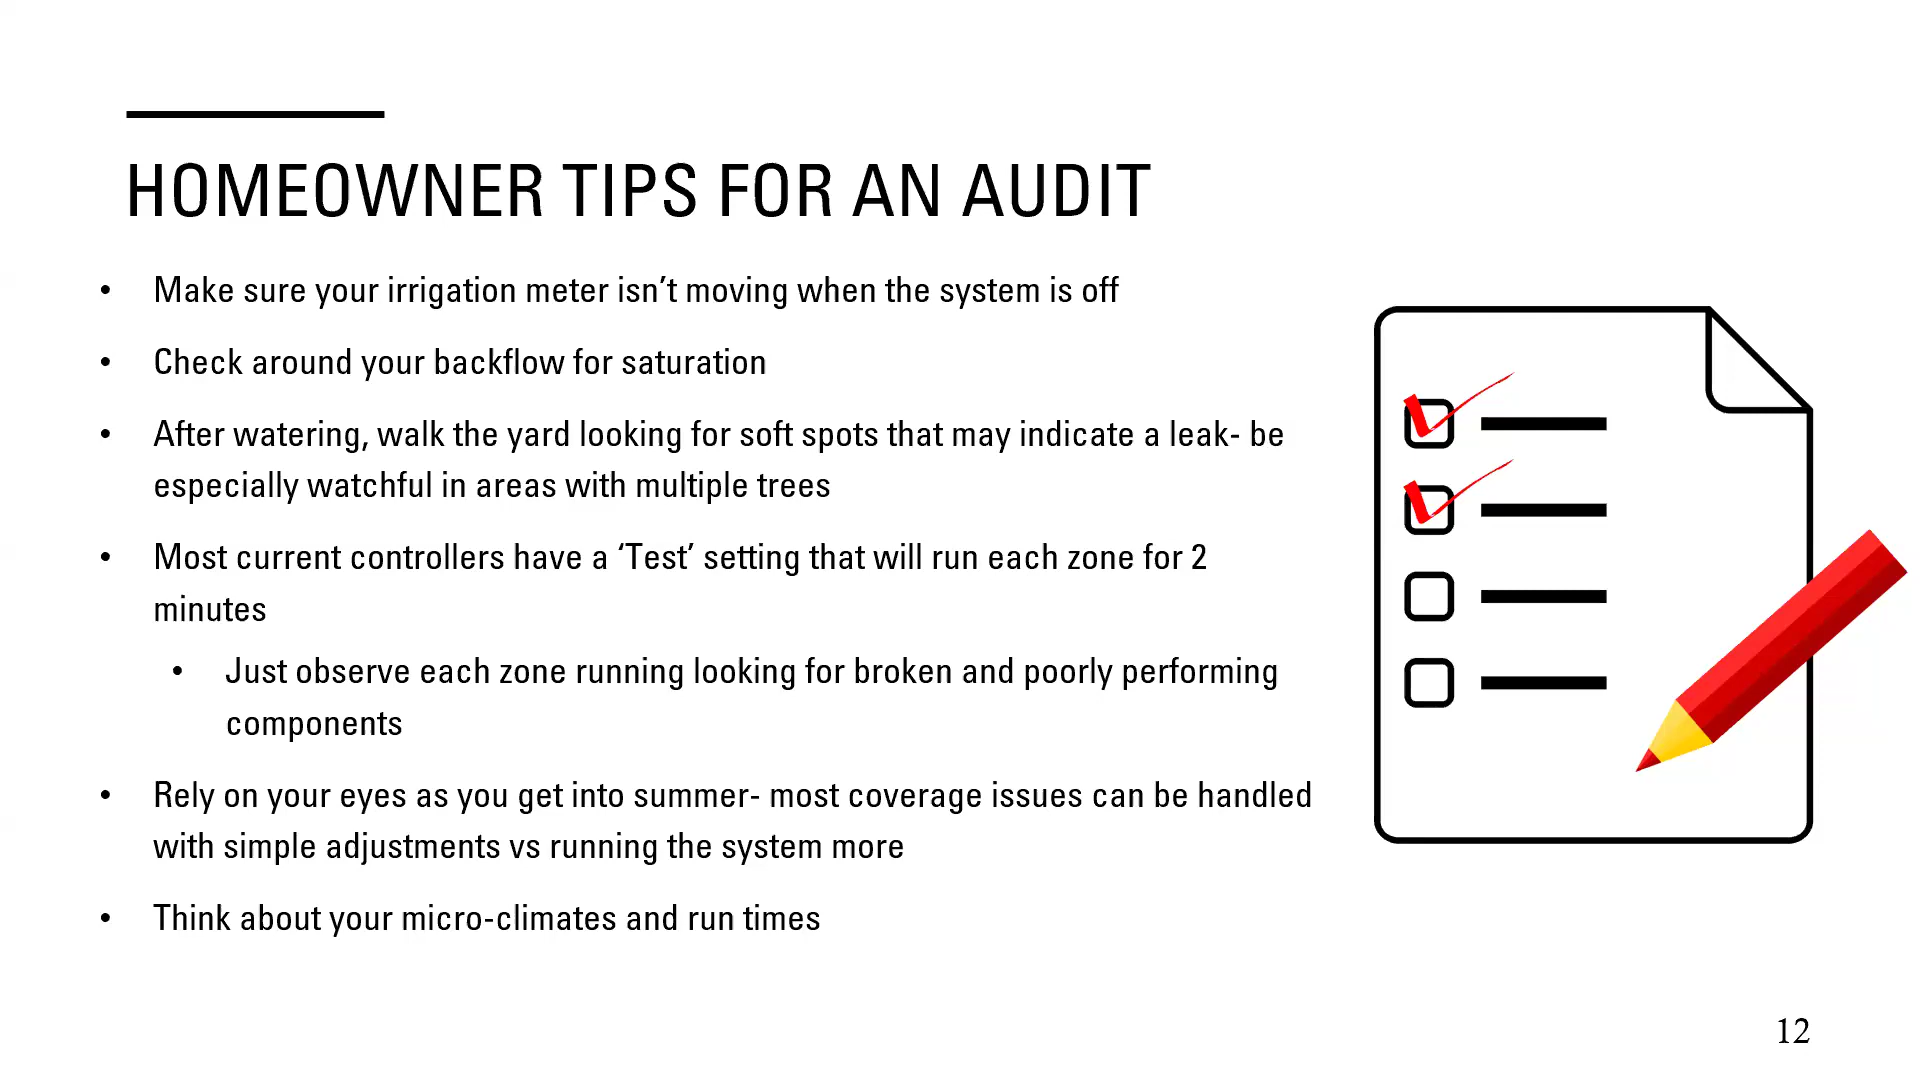 HOMEOWNER TIPS FOR AN AUDIT
• Make sure your irrigation meter isn’t moving when the system is off
• Check around your backflow for saturation
• After watering, walk the yard looking for soft spots that may indicate a leak- be
especially watchful in areas with multiple trees
• Most current controllers have a ‘Test’ setting that will run each zone for 2
minutes
• Just observe each zone running looking for broken and poorly performing
components
• Rely on your eyes as you get into summer- most coverage issues can be handled
with simple adjustments vs running the system more
• Think about your micro-climates and run times
12